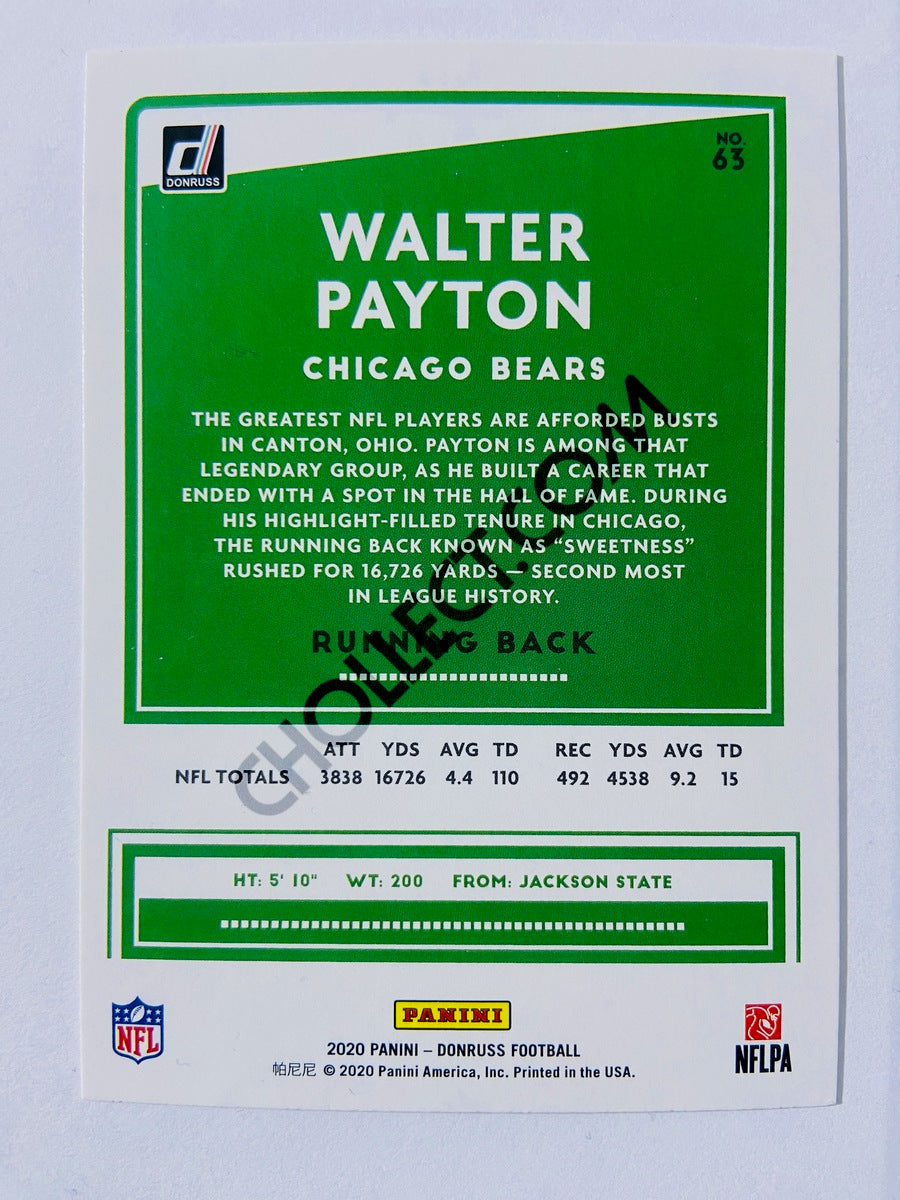 DONRUSS
NO.
63
WALTER
PAYTON
CHICAGO BEARS
THE GREATEST NFL PLAYERS ARE AFFORDED BUSTS
IN CANTON, OHIO. PAYTON IS AMONG THAT
LEGENDARY GROUP, AS HE BUILT A CAREER THAT
ENDED WITH A SPOT IN THE HALL OF FAME. DURING
HIS HIGHLIGHT-FILLED TENURE IN CHICAGO,
THE RUNNING BACK KNOWN AS “SWEETNESS”
RUSHED FOR 16,726 YARDS — SECOND MOST
IN LEAGUE HISTORY.
RUNNING BACK
CHOLLECT.COM
ATT YDS AVG TD REC YDS AVG TD
NFL TOTALS 3838 16726 4.4 110 492 4538 9.2 15
HT: 5' 10" WT: 200 FROM: JACKSON STATE
NFL
PANINI
NFLPA
2020 PANINI – DONRUSS FOOTBALL
帕尼尼 © 2020 Panini America, Inc. Printed in the USA.